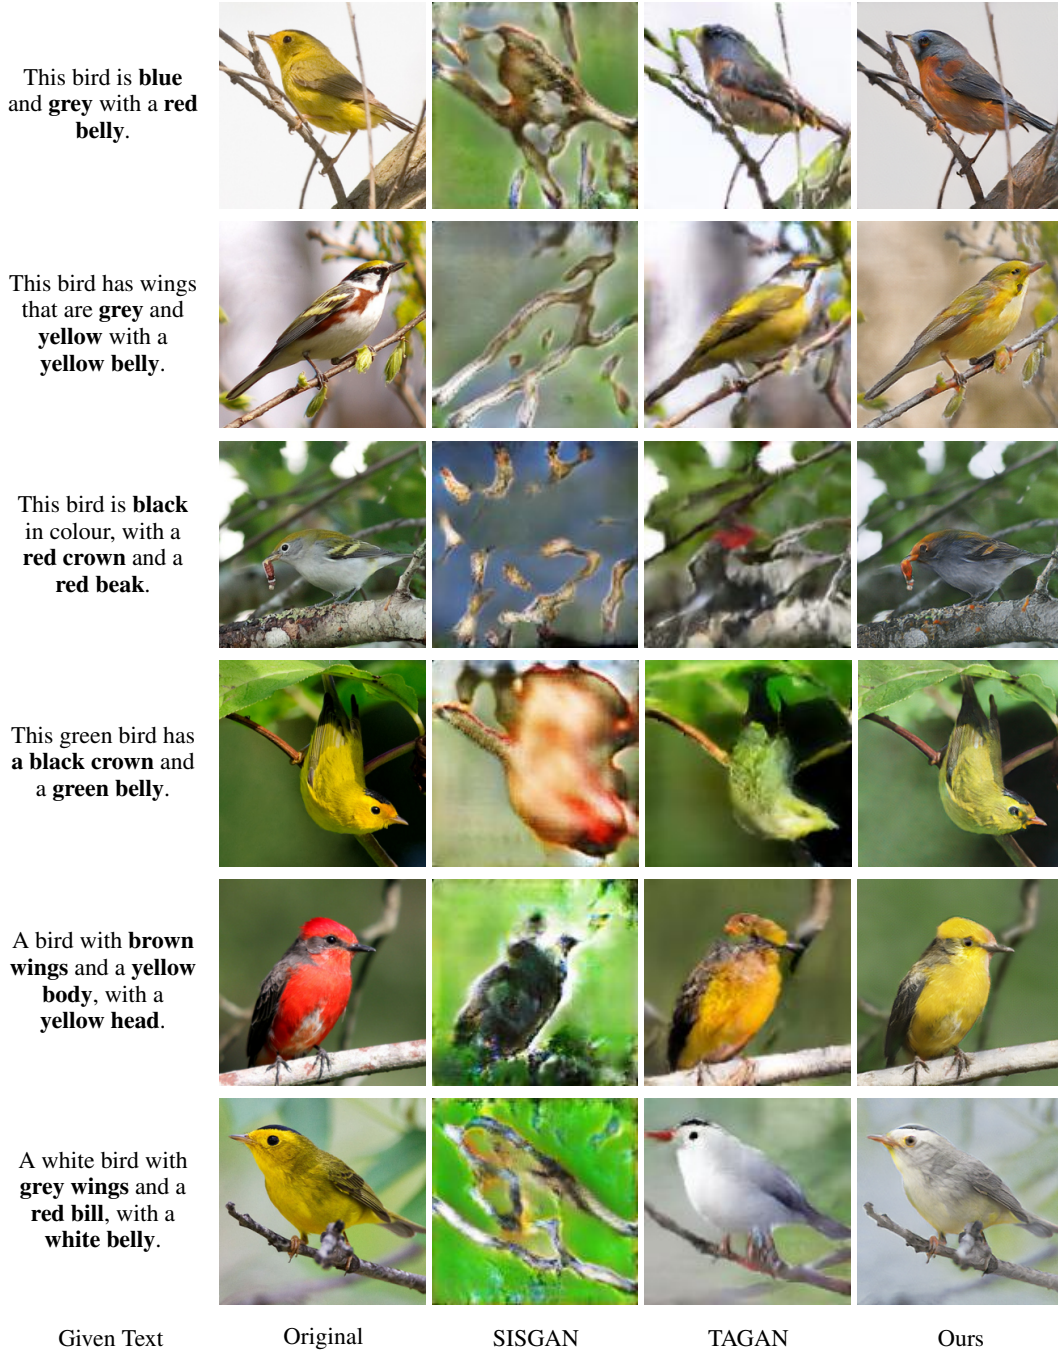 This bird is blue
and grey with a red
belly.
This bird has wings
that are grey and
yellow with a
yellow belly.
This bird is black
in colour, with a
red crown and a
red beak.
This green bird has
a black crown and
a green belly.
A bird with brown
wings and a yellow
body, with a
yellow head.
A white bird with
grey wings and a
red bill, with a
white belly.
Given Text
Original
SISGAN
TAGAN
Ours